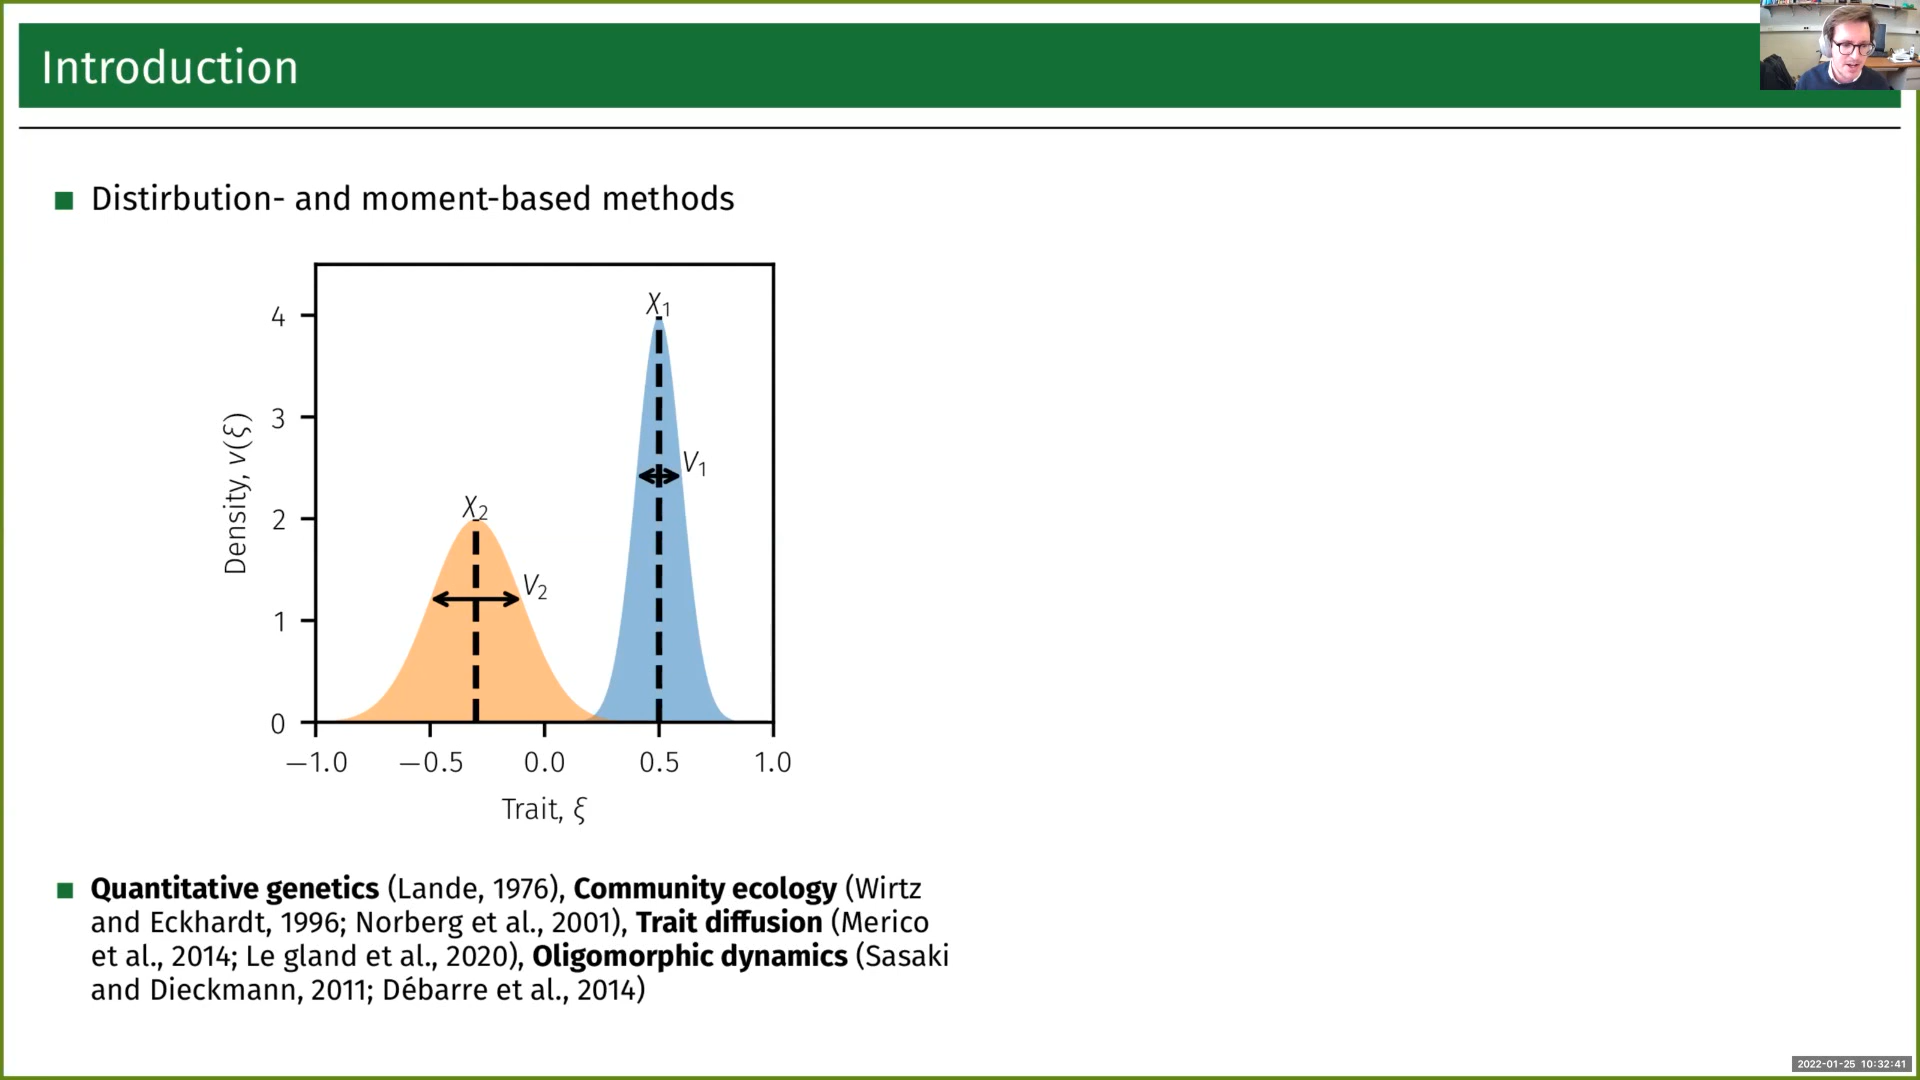 Introduction
Distirbution- and moment-based methods
X1
4
3
V1
Density, v(ξ)
X2
2
V2
1
0
−1.0 −0.5 0.0 0.5 1.0
Trait, ξ
Quantitative genetics (Lande, 1976), Community ecology (Wirtz
and Eckhardt, 1996; Norberg et al., 2001), Trait diffusion (Merico
et al., 2014; Le gland et al., 2020), Oligomorphic dynamics (Sasaki
and Dieckmann, 2011; Débarre et al., 2014)
2022-01-25 10:32:41